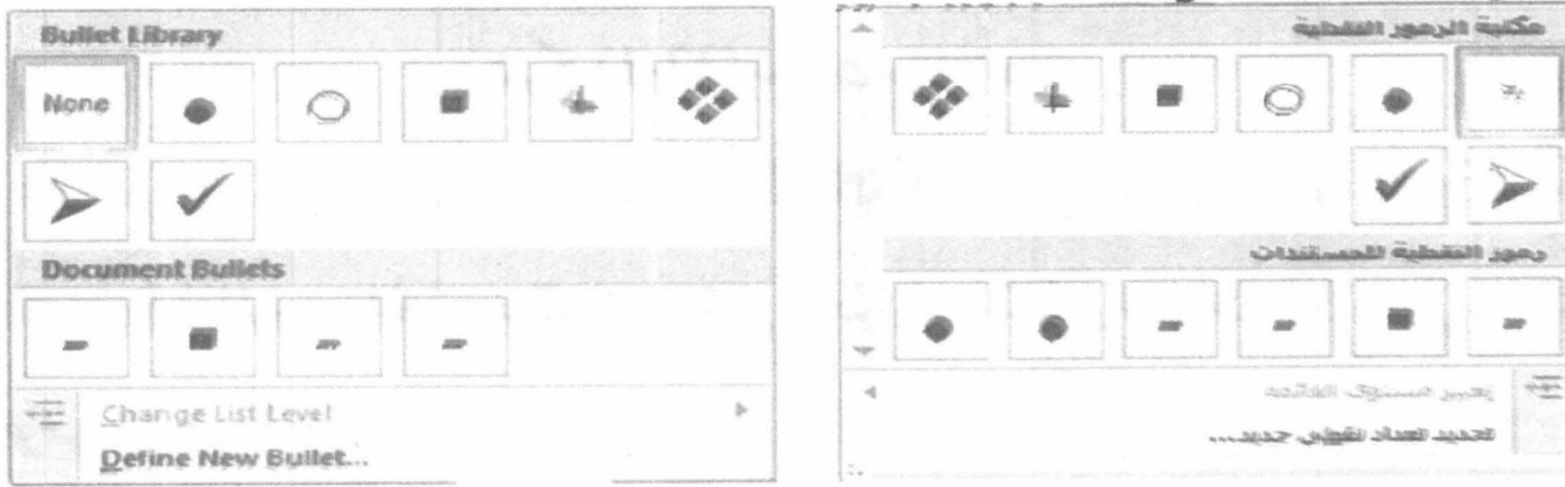 Bullet Library
None
Document Bullets
Change List Level
Define New Bullet...
مكتبة الرموز النقطية
رموز النقطية للمستندات
تغيير مستوى القائمة
تحديد تعداد نقطي جديد...